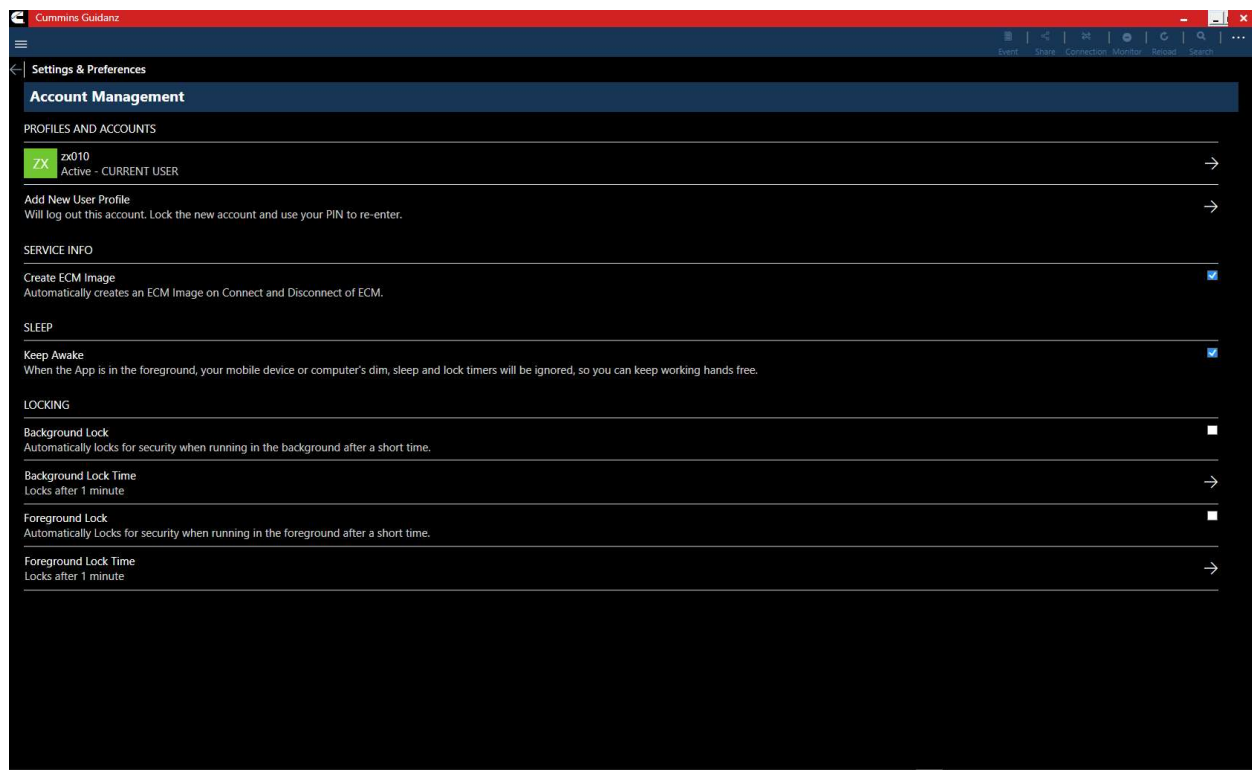 Cummins Guidanz
Event Share Connection Monitor Reload Search
Settings & Preferences
Account Management
PROFILES AND ACCOUNTS
ZX
zx010
Active - CURRENT USER
Add New User Profile
Will log out this account. Lock the new account and use your PIN to re-enter.
SERVICE INFO
Create ECM Image
Automatically creates an ECM Image on Connect and Disconnect of ECM.
SLEEP
Keep Awake
When the App is in the foreground, your mobile device or computer's dim, sleep and lock timers will be ignored, so you can keep working hands free.
LOCKING
Background Lock
Automatically locks for security when running in the background after a short time.
Background Lock Time
Locks after 1 minute
Foreground Lock
Automatically Locks for security when running in the foreground after a short time.
Foreground Lock Time
Locks after 1 minute